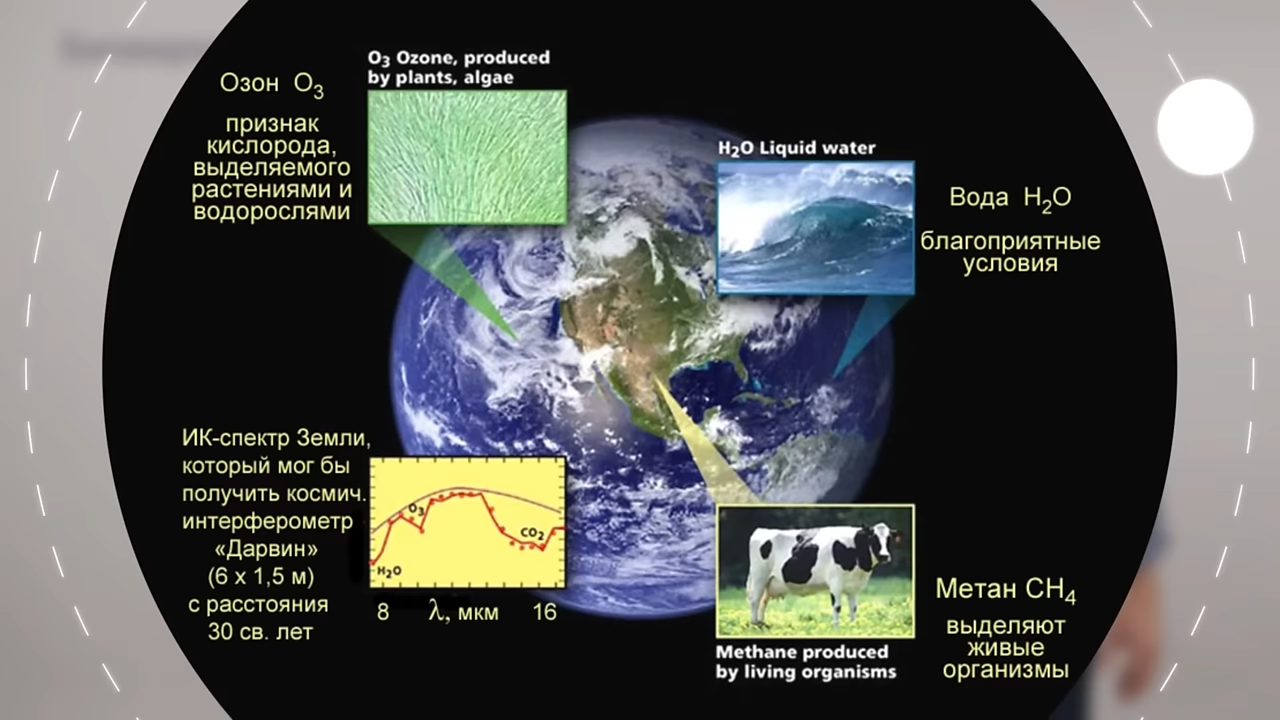 Озон O3
признак
кислорода,
выделяемого
растениями и
водорослями
O3 Ozone, produced
by plants, algae
H2O Liquid water
Вода H2O
благоприятные
условия
ИК-спектр Земли,
который мог бы
получить космич.
интерферометр
«Дарвин»
(6 x 1,5 м)
с расстояния
30 св. лет
O3
CO2
H2O
8 λ, мкм 16
Methane produced
by living organisms
Метан CH4
выделяют
живые
организмы